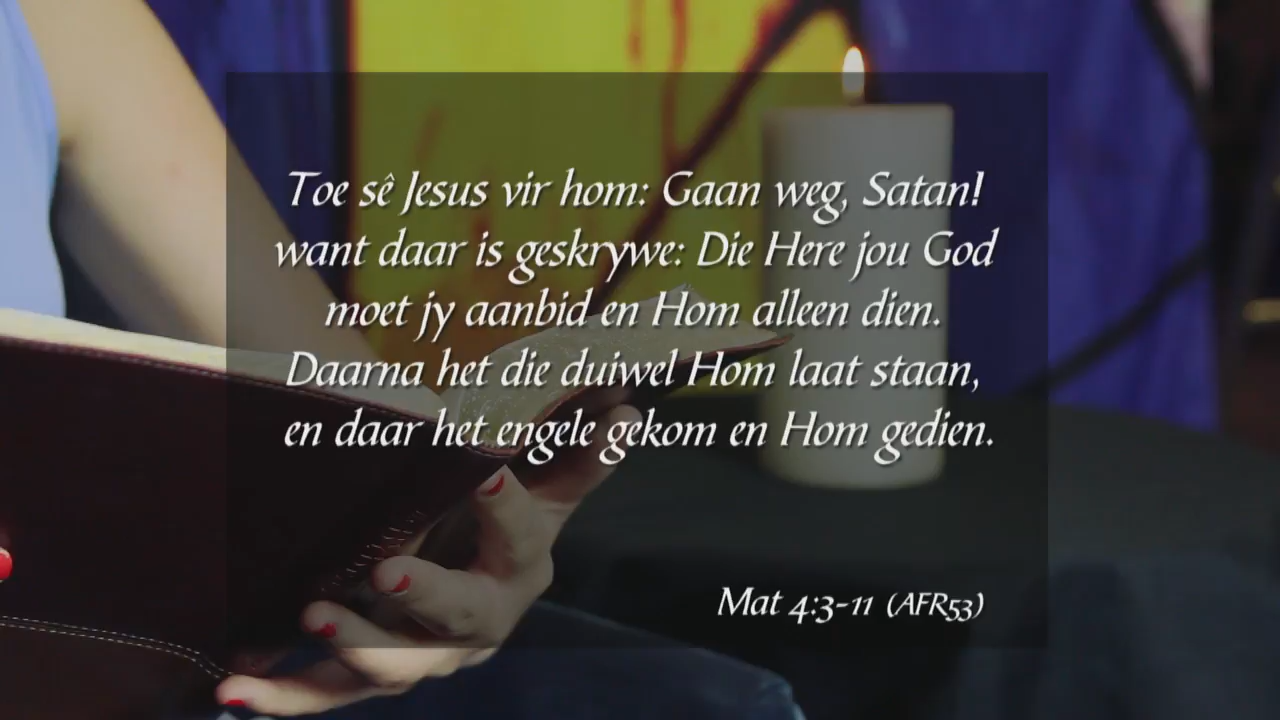 Toe sê Jesus vir hom: Gaan weg, Satan!
want daar is geskrywe: Die Here jou God
moet jy aanbid en Hom alleen dien.
Daarna het die duiwel Hom laat staan,
en daar het engele gekom en Hom gedien.
Mat 4:3-11 (AFR53)